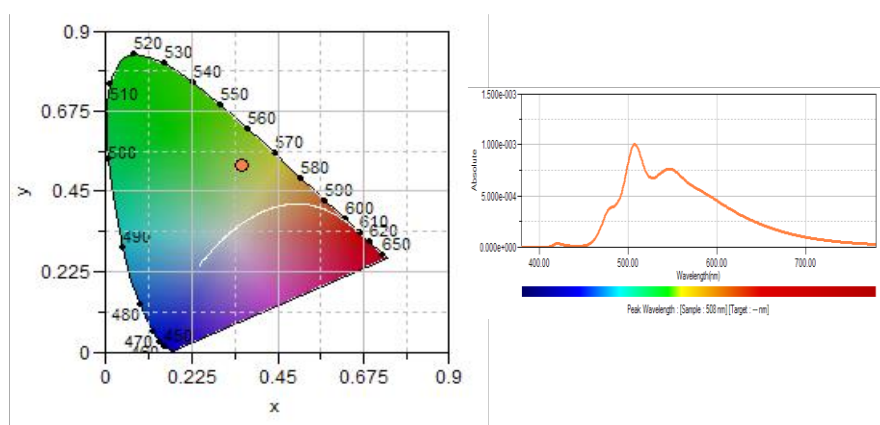 0.9
0.675
0.45
0.225
0
y
520
530
540
510
550
560
570
500
580
590
600
610
620
650
490
480
470
450
0 0.225 0.45 0.675 0.9
x
1.500e-003
1.000e-003
5.000e-004
0.000e+000
Absolute
400.00 500.00 600.00 700.00
Wavelength(nm)
Peak Wavelength : [Sample : 508 nm] [Target : -- nm]